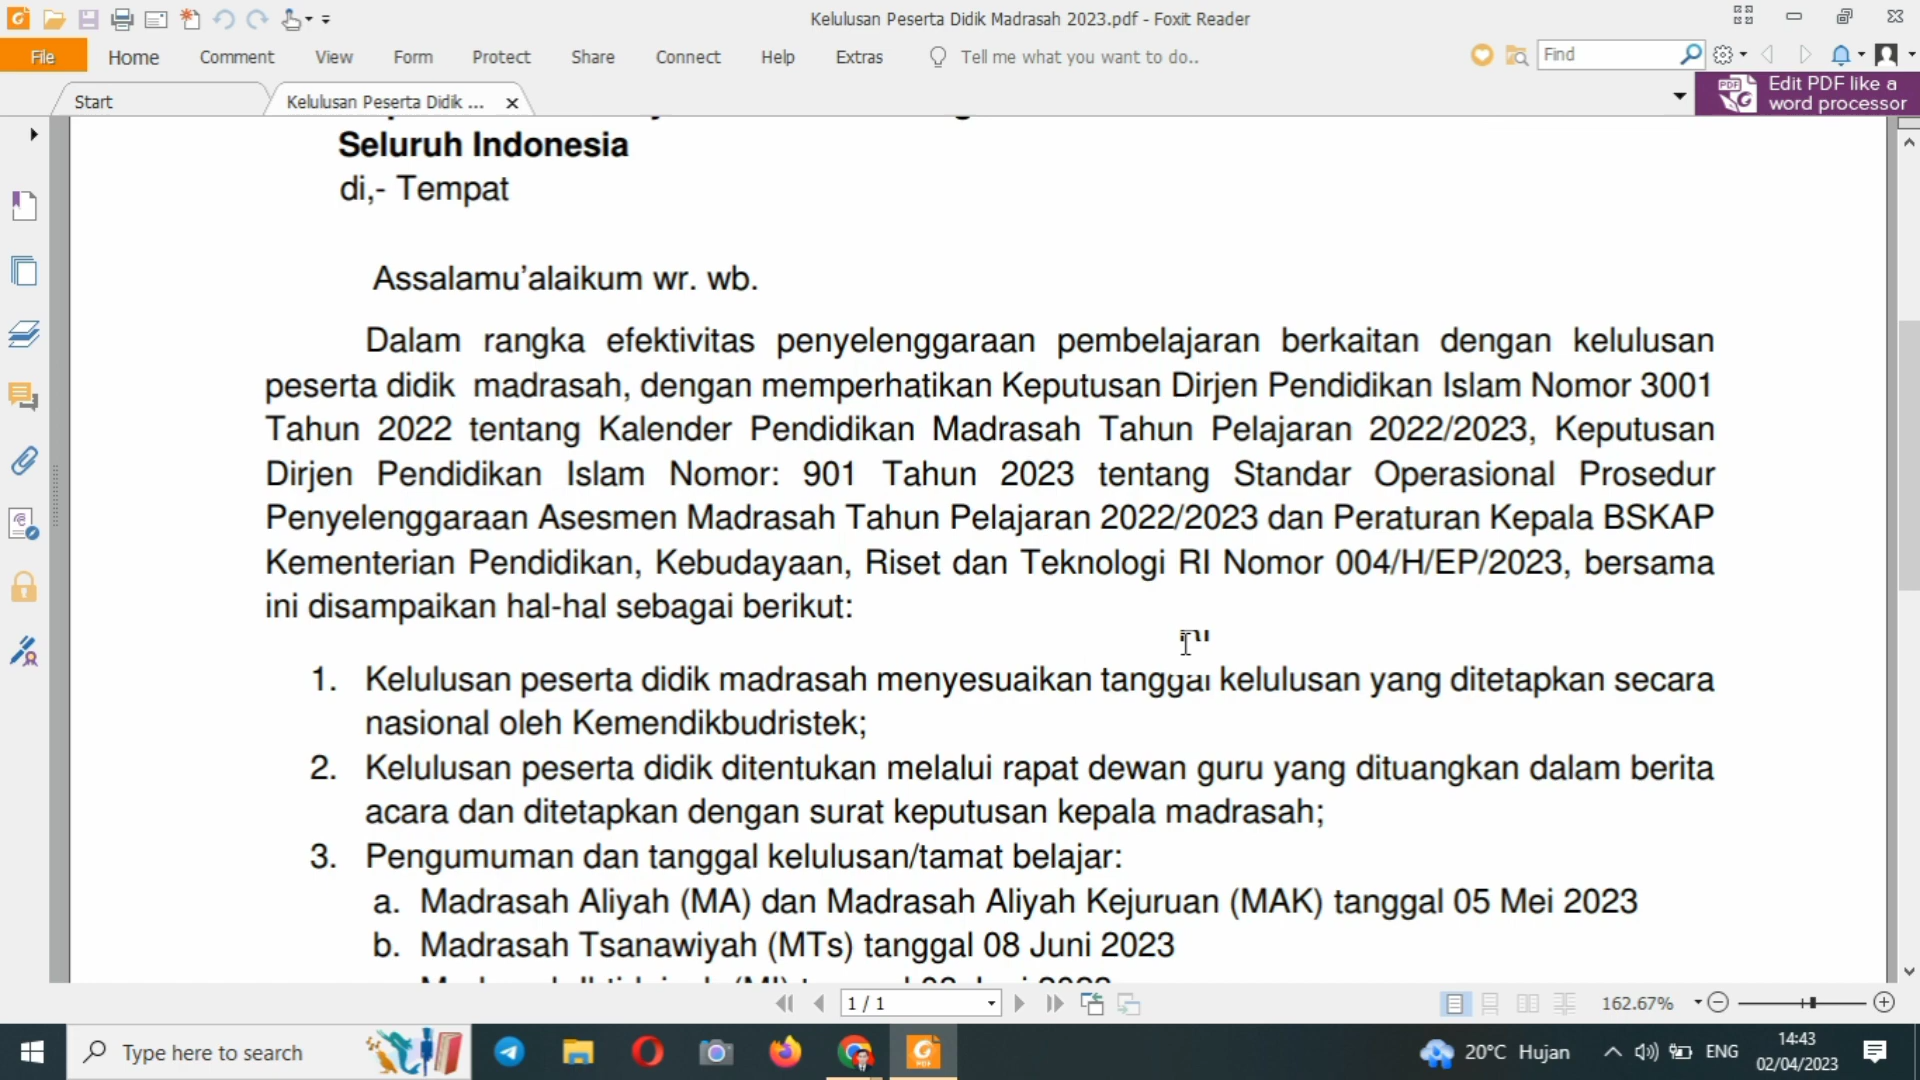 Kelulusan Peserta Didik Madrasah 2023.pdf - Foxit Reader
File Home Comment View Form Protect Share Connect Help Extras Tell me what you want to do.. Find
Start Kelulusan Peserta Didik ... Edit PDF like a
word processor
Seluruh Indonesia
di,- Tempat
Assalamu’alaikum wr. wb.
Dalam rangka efektivitas penyelenggaraan pembelajaran berkaitan dengan kelulusan
peserta didik madrasah, dengan memperhatikan Keputusan Dirjen Pendidikan Islam Nomor 3001
Tahun 2022 tentang Kalender Pendidikan Madrasah Tahun Pelajaran 2022/2023, Keputusan
Dirjen Pendidikan Islam Nomor: 901 Tahun 2023 tentang Standar Operasional Prosedur
Penyelenggaraan Asesmen Madrasah Tahun Pelajaran 2022/2023 dan Peraturan Kepala BSKAP
Kementerian Pendidikan, Kebudayaan, Riset dan Teknologi RI Nomor 004/H/EP/2023, bersama
ini disampaikan hal-hal sebagai berikut:
1. Kelulusan peserta didik madrasah menyesuaikan tanggal kelulusan yang ditetapkan secara
nasional oleh Kemendikbudristek;
2. Kelulusan peserta didik ditentukan melalui rapat dewan guru yang dituangkan dalam berita
acara dan ditetapkan dengan surat keputusan kepala madrasah;
3. Pengumuman dan tanggal kelulusan/tamat belajar:
a. Madrasah Aliyah (MA) dan Madrasah Aliyah Kejuruan (MAK) tanggal 05 Mei 2023
b. Madrasah Tsanawiyah (MTs) tanggal 08 Juni 2023
1 / 1 162.67%
Type here to search 20°C Hujan ENG 14:43
02/04/2023